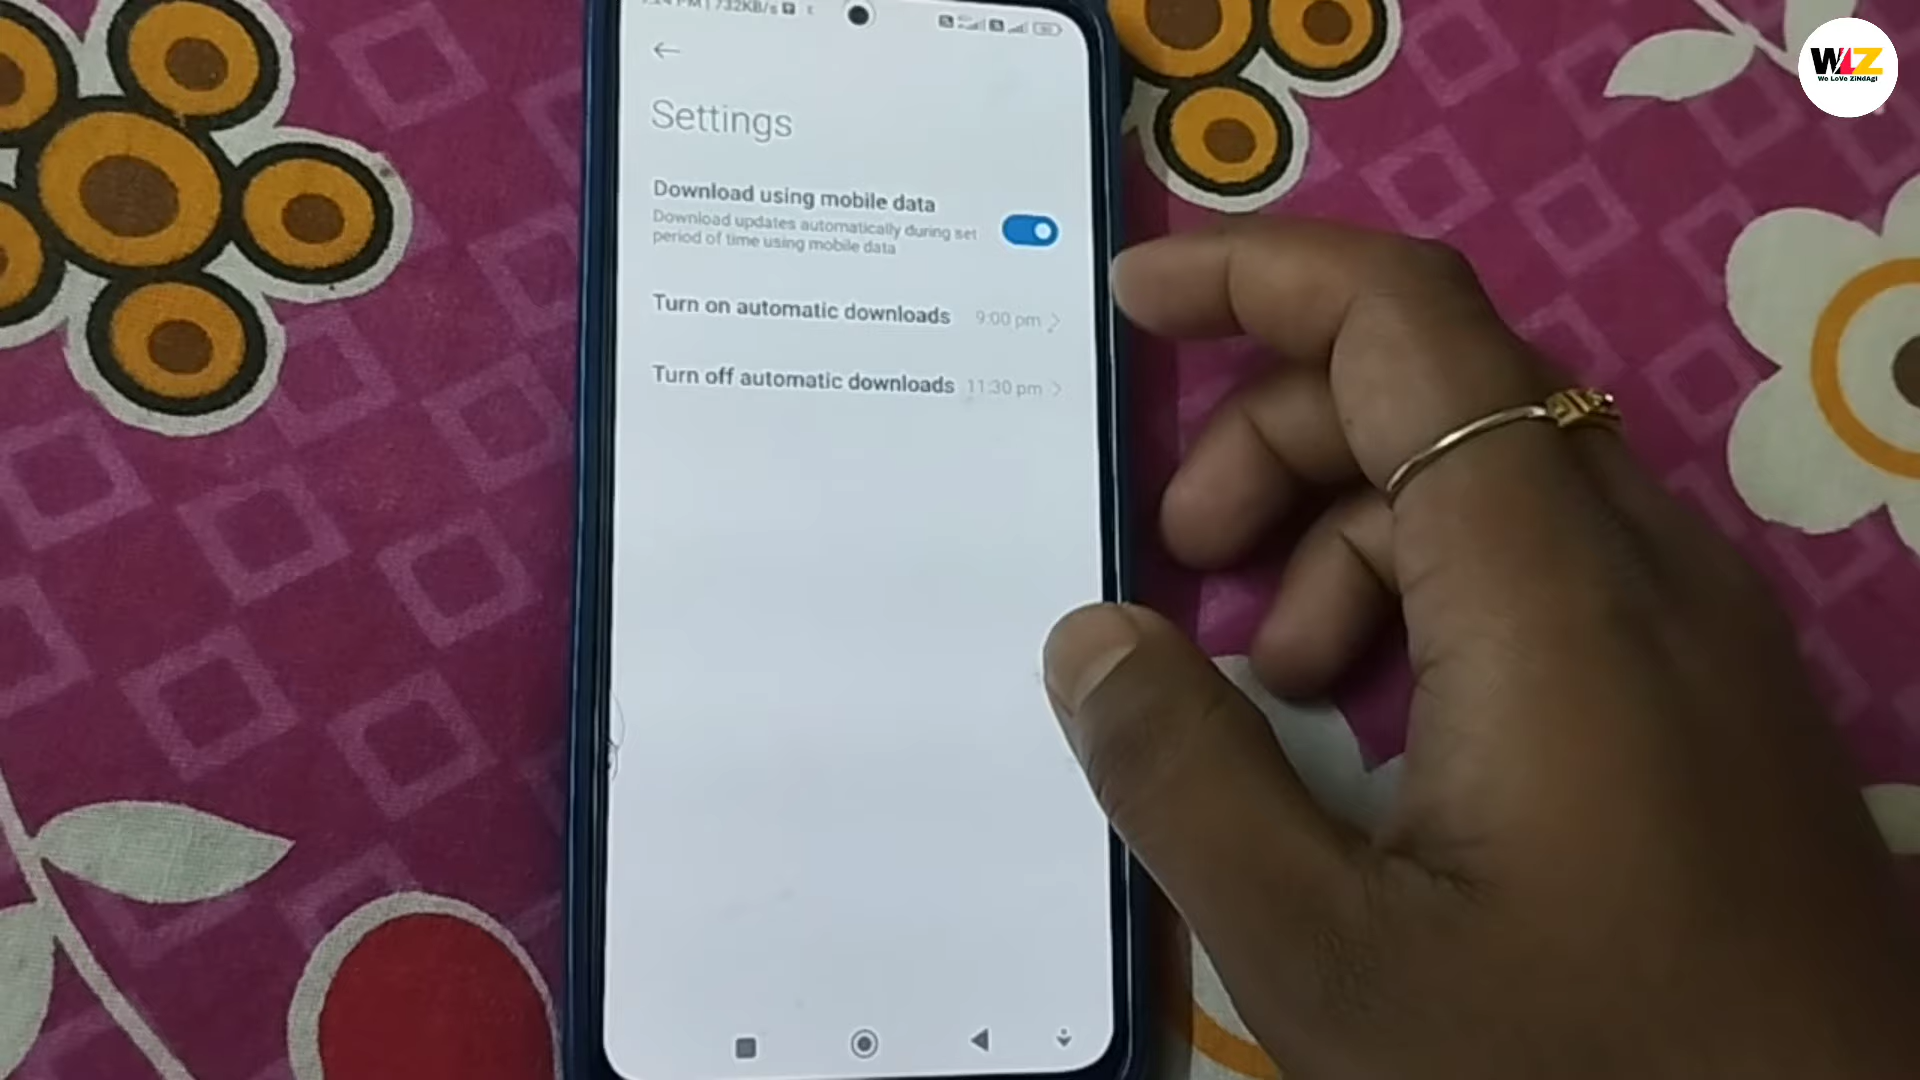 732KB/s
WLZ
We LoVe ZiNdAgI
Settings
Download using mobile data
Download updates automatically during set
period of time using mobile data
Turn on automatic downloads 9:00 pm
Turn off automatic downloads 11:30 pm